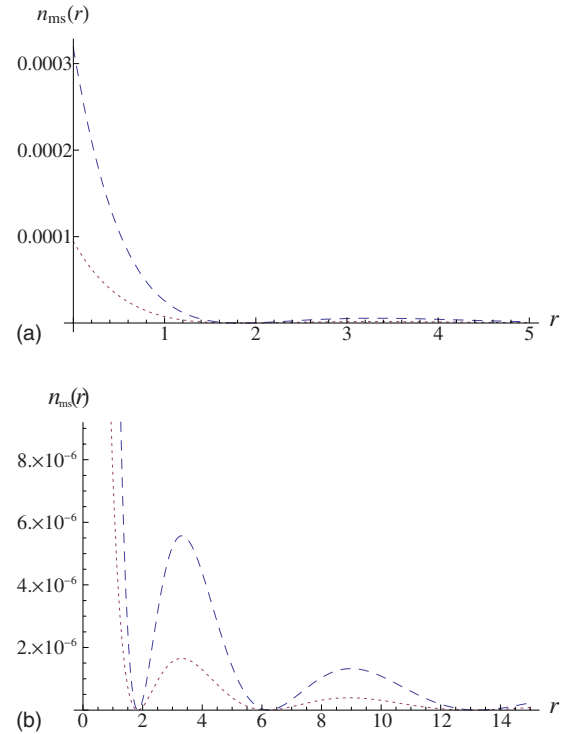 n_ms(r)
0.0003
0.0002
0.0001
1 2 3 4 5 r
(a)
n_ms(r)
8.×10⁻⁶
6.×10⁻⁶
4.×10⁻⁶
2.×10⁻⁶
0 2 4 6 8 10 12 14 r
(b)